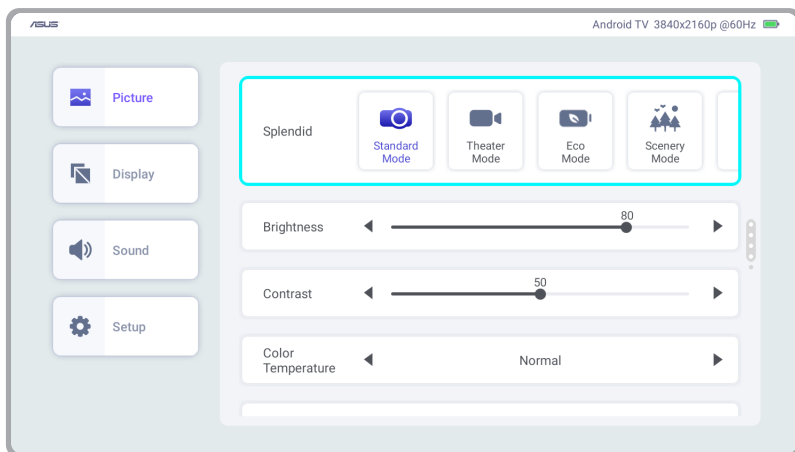 ASUS
Android TV 3840x2160p @60Hz
Picture
Display
Sound
Setup
Splendid
Standard
Mode
Theater
Mode
Eco
Mode
Scenery
Mode
Brightness
80
Contrast
50
Color
Temperature
Normal